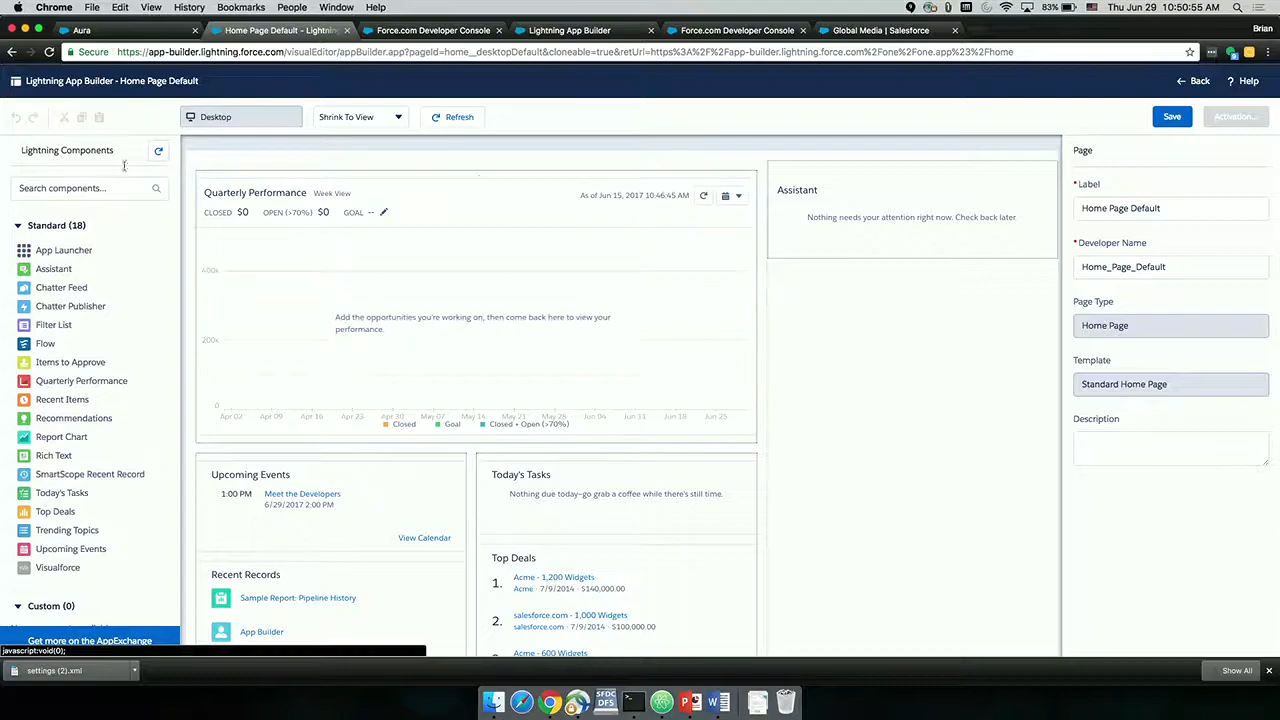 Chrome File Edit View History Bookmarks People Window Help 83% Thu Jun 29 10:50:55 AM
Aura
Home Page Default - Lightning
Force.com Developer Console
Lightning App Builder
Force.com Developer Console
Global Media | Salesforce
Brian
Secure https://app-builder.lightning.force.com/visualEditor/appBuilder.app?pageId=home__desktopDefault&cloneable=true&retUrl=https%3A%2F%2Fapp-builder.lightning.force.com%2Fone%2Fone.app%23%2Fhome
Lightning App Builder - Home Page Default
Back
? Help
Desktop
Shrink To View
Refresh
Save
Activation...
Lightning Components
Search components...
Standard (18)
App Launcher
Assistant
Chatter Feed
Chatter Publisher
Filter List
Flow
Items to Approve
Quarterly Performance
Recent Items
Recommendations
Report Chart
Rich Text
SmartScope Recent Record
Today's Tasks
Top Deals
Trending Topics
Upcoming Events
Visualforce
Custom (0)
Get more on the AppExchange
javascript:void(0);
Quarterly Performance Week View
As of Jun 15, 2017 10:46:45 AM
CLOSED $0 OPEN (>70%) $0 GOAL --
400k
Add the opportunities you're working on, then come back here to view your
performance.
200k
0
Apr 02 Apr 09 Apr 16 Apr 23 Apr 30 May 07 May 14 May 21 May 28 Jun 04 Jun 11 Jun 18 Jun 25
Closed Goal Closed + Open (>70%)
Upcoming Events
1:00 PM Meet the Developers
6/29/2017 2:00 PM
View Calendar
Recent Records
Sample Report: Pipeline History
App Builder
Today's Tasks
Nothing due today–go grab a coffee while there's still time.
Top Deals
1. Acme - 1,200 Widgets
Acme · 7/9/2014 · $140,000.00
2. salesforce.com - 1,000 Widgets
salesforce.com · 7/9/2014 · $100,000.00
Acme - 600 Widgets
Assistant
Nothing needs your attention right now. Check back later
Page
* Label
Home Page Default
* Developer Name
Home_Page_Default
Page Type
Home Page
Template
Standard Home Page
Description
settings (2).xml
Show All
SFDC
DFS